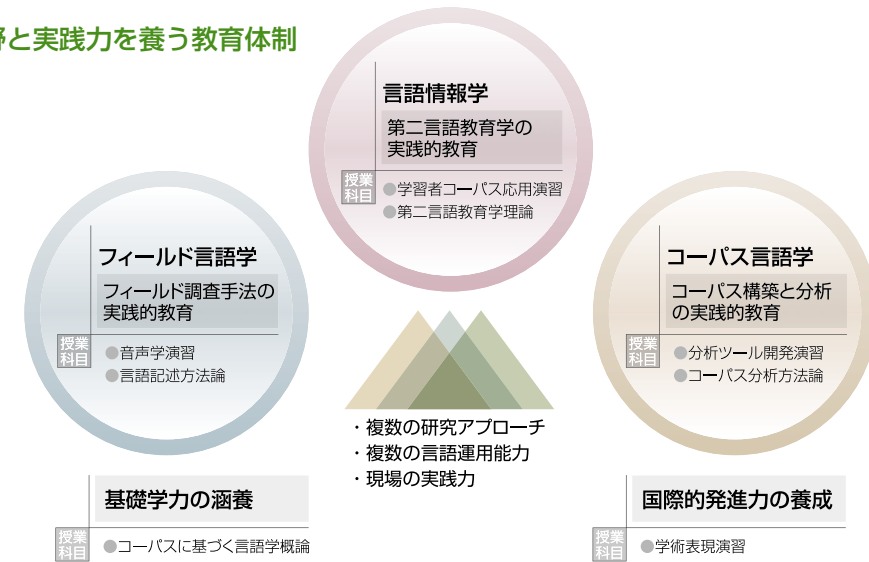 と実践力を養う教育体制
言語情報学
第二言語教育学の
実践的教育
授業
科目
●学習者コーパス応用演習
●第二言語教育学理論
フィールド言語学
フィールド調査手法の
実践的教育
授業
科目
●音声学演習
●言語記述方法論
コーパス言語学
コーパス構築と分析
の実践的教育
授業
科目
●分析ツール開発演習
●コーパス分析方法論
・複数の研究アプローチ
・複数の言語運用能力
・現場の実践力
基礎学力の涵養
授業
科目
●コーパスに基づく言語学概論
国際的発進力の養成
授業
科目
●学術表現演習